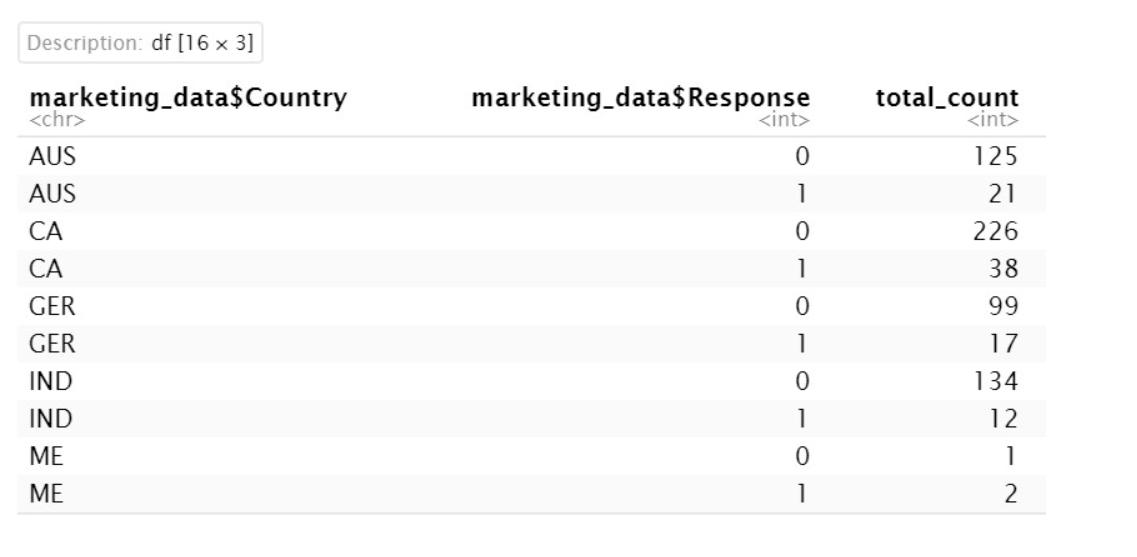 Description: df [16 × 3]
marketing_data$Country marketing_data$Response total_count
<chr> <int> <int>
AUS 0 125
AUS 1 21
CA 0 226
CA 1 38
GER 0 99
GER 1 17
IND 0 134
IND 1 12
ME 0 1
ME 1 2